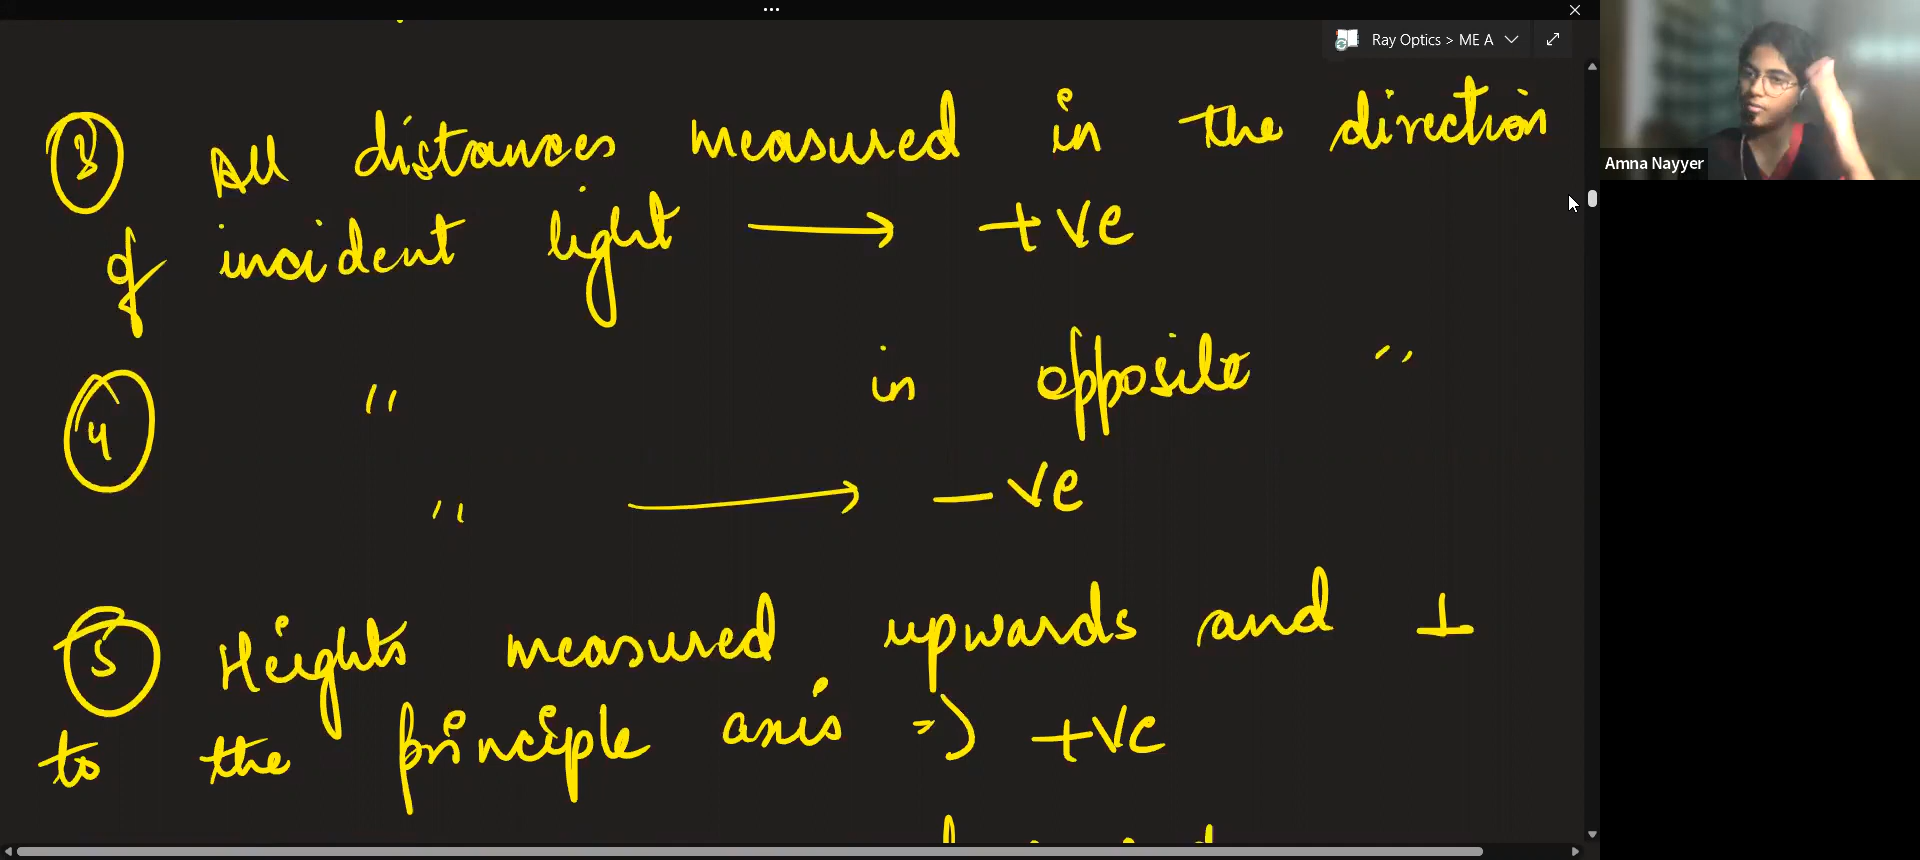 ...
Ray Optics > ME A
Amna Nayyer
3 All distances measured in the direction
of incident light → +ve
4 " in opposite "
" → -ve
5 Heights measured upwards and ⊥
to the principle axis => +ve